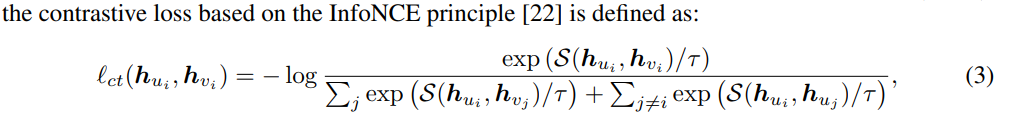 the contrastive loss based on the InfoNCE principle [22] is defined as:
ℓ_ct(h_{u_i}, h_{v_i}) = − log \frac{exp (S(h_{u_i}, h_{v_i})/τ)}{∑_j exp (S(h_{u_i}, h_{v_j})/τ) + ∑_{j≠i} exp (S(h_{u_i}, h_{u_j})/τ)}, (3)